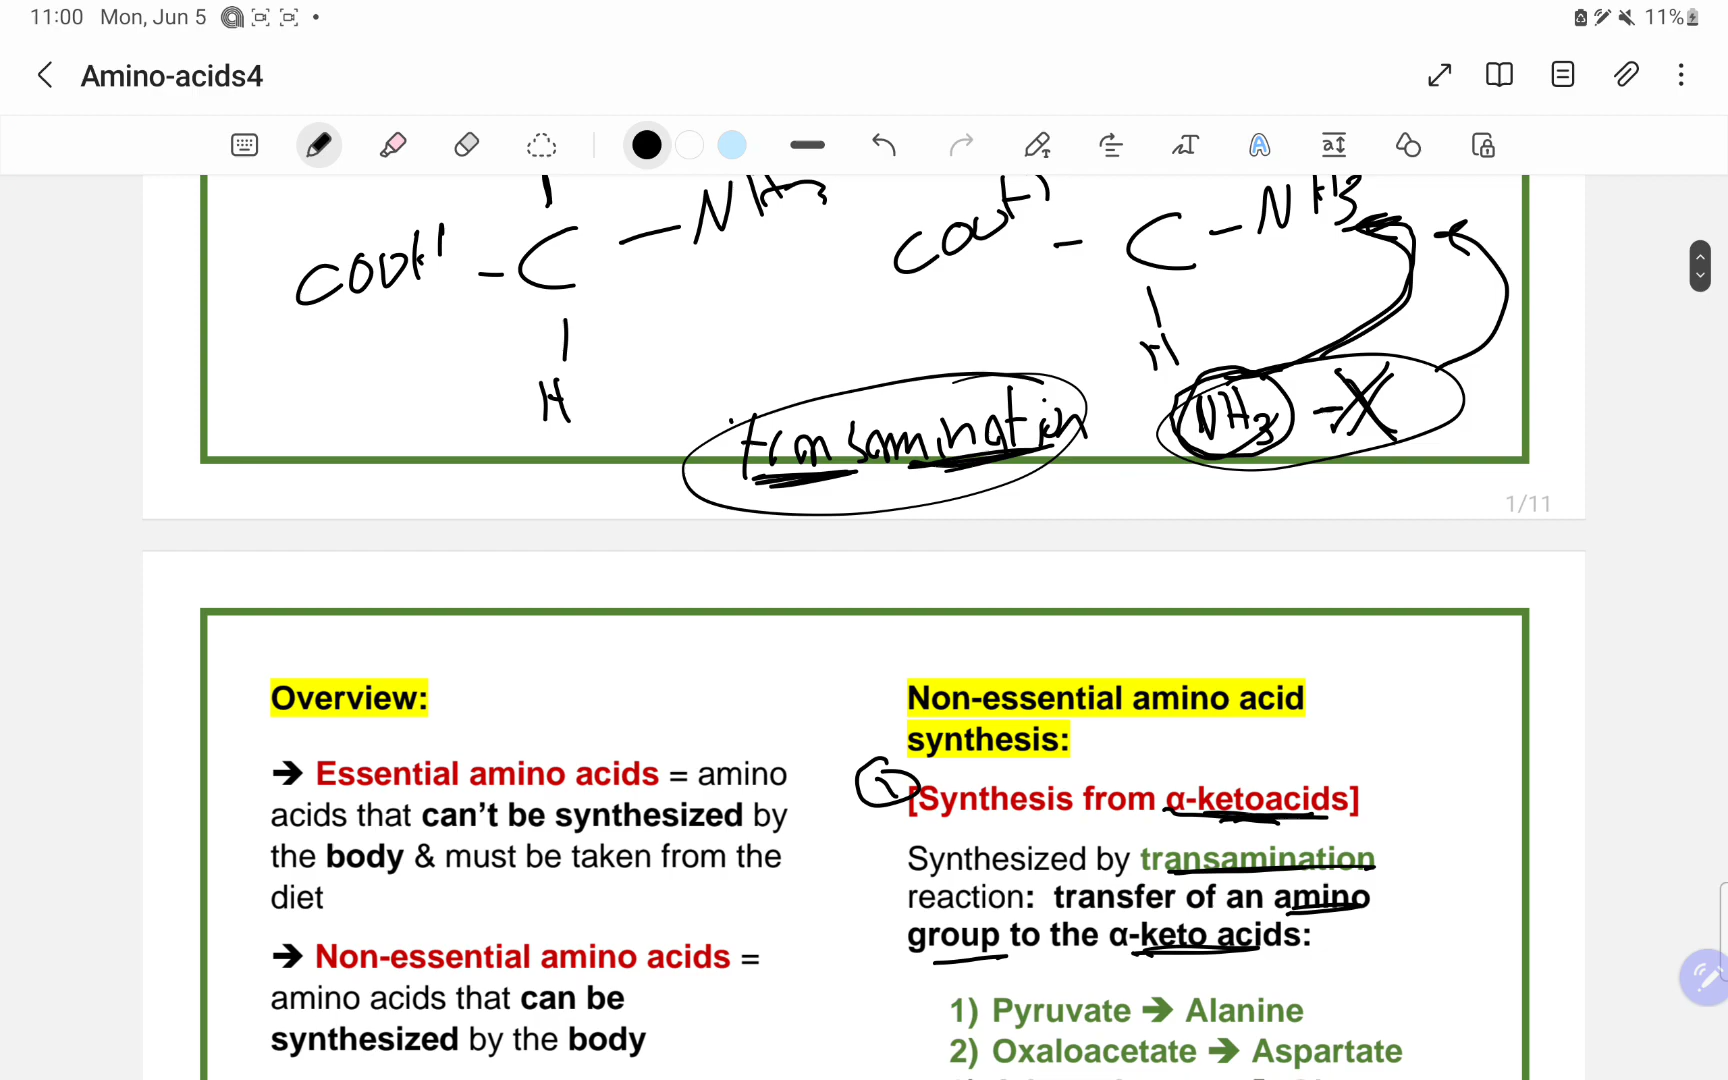 11:00 Mon, Jun 5 11%
Amino-acids4
COOH - C - NH3 COOH - C - NH3
H H
transamination NH3 - X
1/11
Overview:
➔ Essential amino acids = amino
acids that can't be synthesized by
the body & must be taken from the
diet
➔ Non-essential amino acids =
amino acids that can be
synthesized by the body
Non-essential amino acid
synthesis:
[Synthesis from α-ketoacids]
Synthesized by transamination
reaction: transfer of an amino
group to the α-keto acids:
1) Pyruvate ➔ Alanine
2) Oxaloacetate ➔ Aspartate